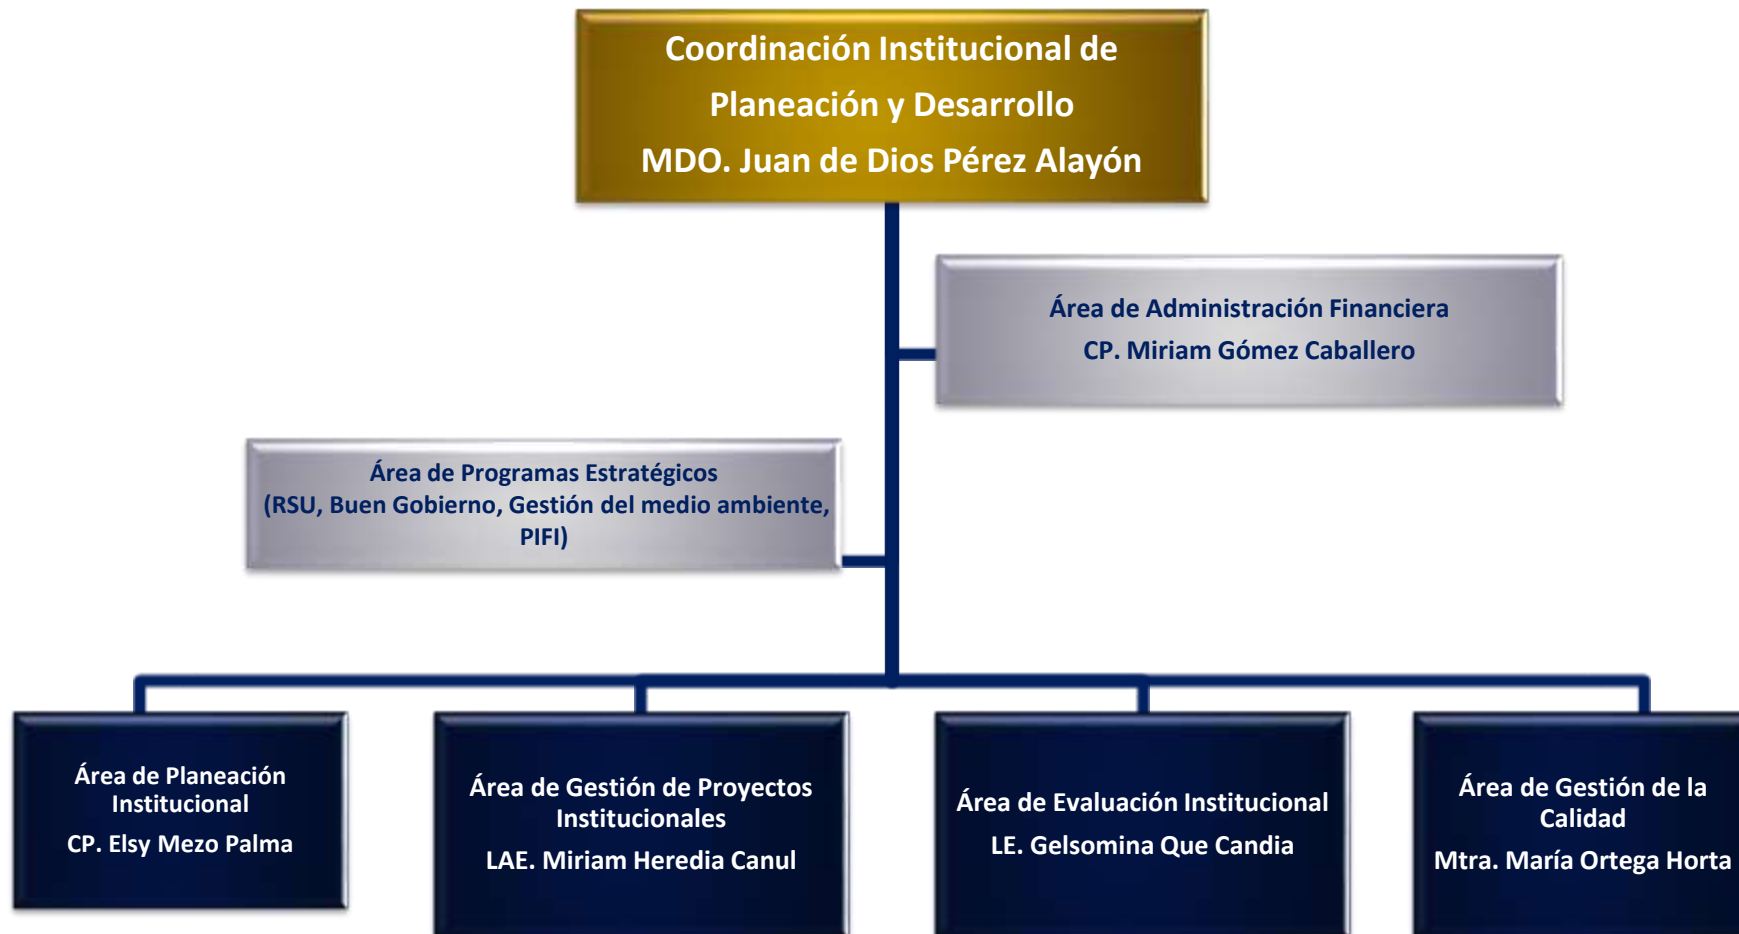 Coordinación Institucional de
Planeación y Desarrollo
MDO. Juan de Dios Pérez Alayón
Área de Administración Financiera
CP. Miriam Gómez Caballero
Área de Programas Estratégicos
(RSU, Buen Gobierno, Gestión del medio ambiente,
PIFI)
Área de Planeación
Institucional
CP. Elsy Mezo Palma
Área de Gestión de Proyectos
Institucionales
LAE. Miriam Heredia Canul
Área de Evaluación Institucional
LE. Gelsomina Que Candia
Área de Gestión de la
Calidad
Mtra. María Ortega Horta